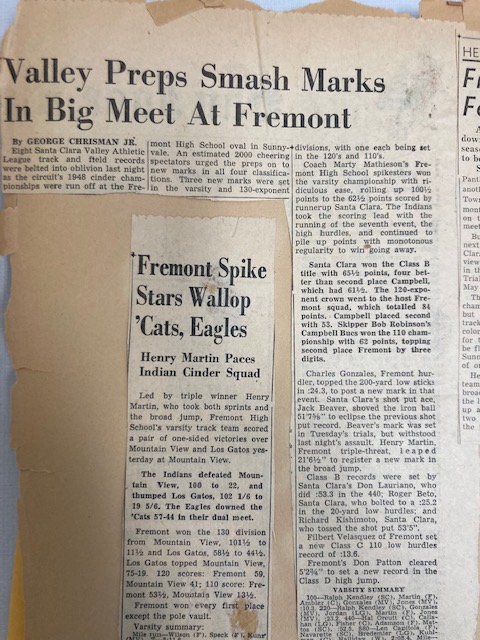 Valley Preps Smash Marks
In Big Meet At Fremont
By GEORGE CHRISMAN JR.
Eight Santa Clara Valley Athletic
League track and field records
were belted into oblivion last night
as the circuit's 1948 cinder cham-
pionships were run off at the Fre-
mont High School oval in Sunny-
vale. An estimated 2000 cheering
spectators urged the preps on to
new marks in all four classifica-
tions. Three new marks were set
in the varsity and 130-exponent
divisions, with one each being set
in the 120's and 110's.
Coach Marty Mathieson's Fre-
mont High School spikesters won
the varsity championship with ri-
diculous ease, rolling up 100½
points to the 62½ points scored by
runnerup Santa Clara. The Indians
took the scoring lead with the
running of the seventh event, the
high hurdles, and continued to
pile up points with monotonous
regularity to win going away.
Santa Clara won the Class B
title with 65½ points, four bet-
ter than second place Campbell,
which had 61½. The 120-expo-
nent crown went to the host Fre-
mont squad, which totalled 84
points. Campbell placed second
with 53. Skipper Bob Robinson's
Campbell Bucs won the 110 cham-
pionship with 62 points, topping
second place Fremont by three
digits.
Charles Gonzales, Fremont hur-
dler, topped the 200-yard low sticks
in :24.3, to post a new mark in that
event. Santa Clara's shot put ace,
Jack Beaver, shoved the iron ball
51'7⅝" to eclipse the previous shot
put record. Beaver's mark was set
in Tuesday's trials, but withstood
last night's assault. Henry Martin,
Fremont triple-threat, leaped
21'6½" to register a new mark in
the broad jump.
Class B records were set by
Santa Clara's Don Lauriano, who
did :53.3 in the 440; Roger Beto,
Santa Clara, who bolted to a :25.2
in the 20-yard low hurdles; and
Richard Kishimoto, Santa Clara,
who tossed the shot put 53'5".
Filbert Velasquez of Fremont set
a new Class C 110 low hurdles
record of :13.6.
Fremont's Don Patton cleared
5'2¾" to set a new record in the
Class D high jump.
VARSITY SUMMARY
100—Ralph Kendley (SC), Martin (F),
Fremont Spike
Stars Wallop
'Cats, Eagles
Henry Martin Paces
Indian Cinder Squad
Led by triple winner Henry
Martin, who took both sprints and
the broad jump, Fremont High
School's varsity track team scored
a pair of one-sided victories over
Mountain View and Los Gatos yes-
terday at Mountain View.
The Indians defeated Moun-
tain View, 100 to 22, and
thumped Los Gatos, 102 1/6 to
19 5/6. The Eagles downed the
'Cats 57-44 in their dual meet.
Fremont won the 130 division
from Mountain View, 101½ to
11½ and Los Gatos, 58½ to 44½.
Los Gatos topped Mountain View,
75-19. 120 scores: Fremont 59,
Mountain View 41; 110 score: Fre-
mont 53½, Mountain View 13½.
Fremont won every first place
except the pole vault.
Varsity summary:
Mile run—Wilson (F), Speck (F),